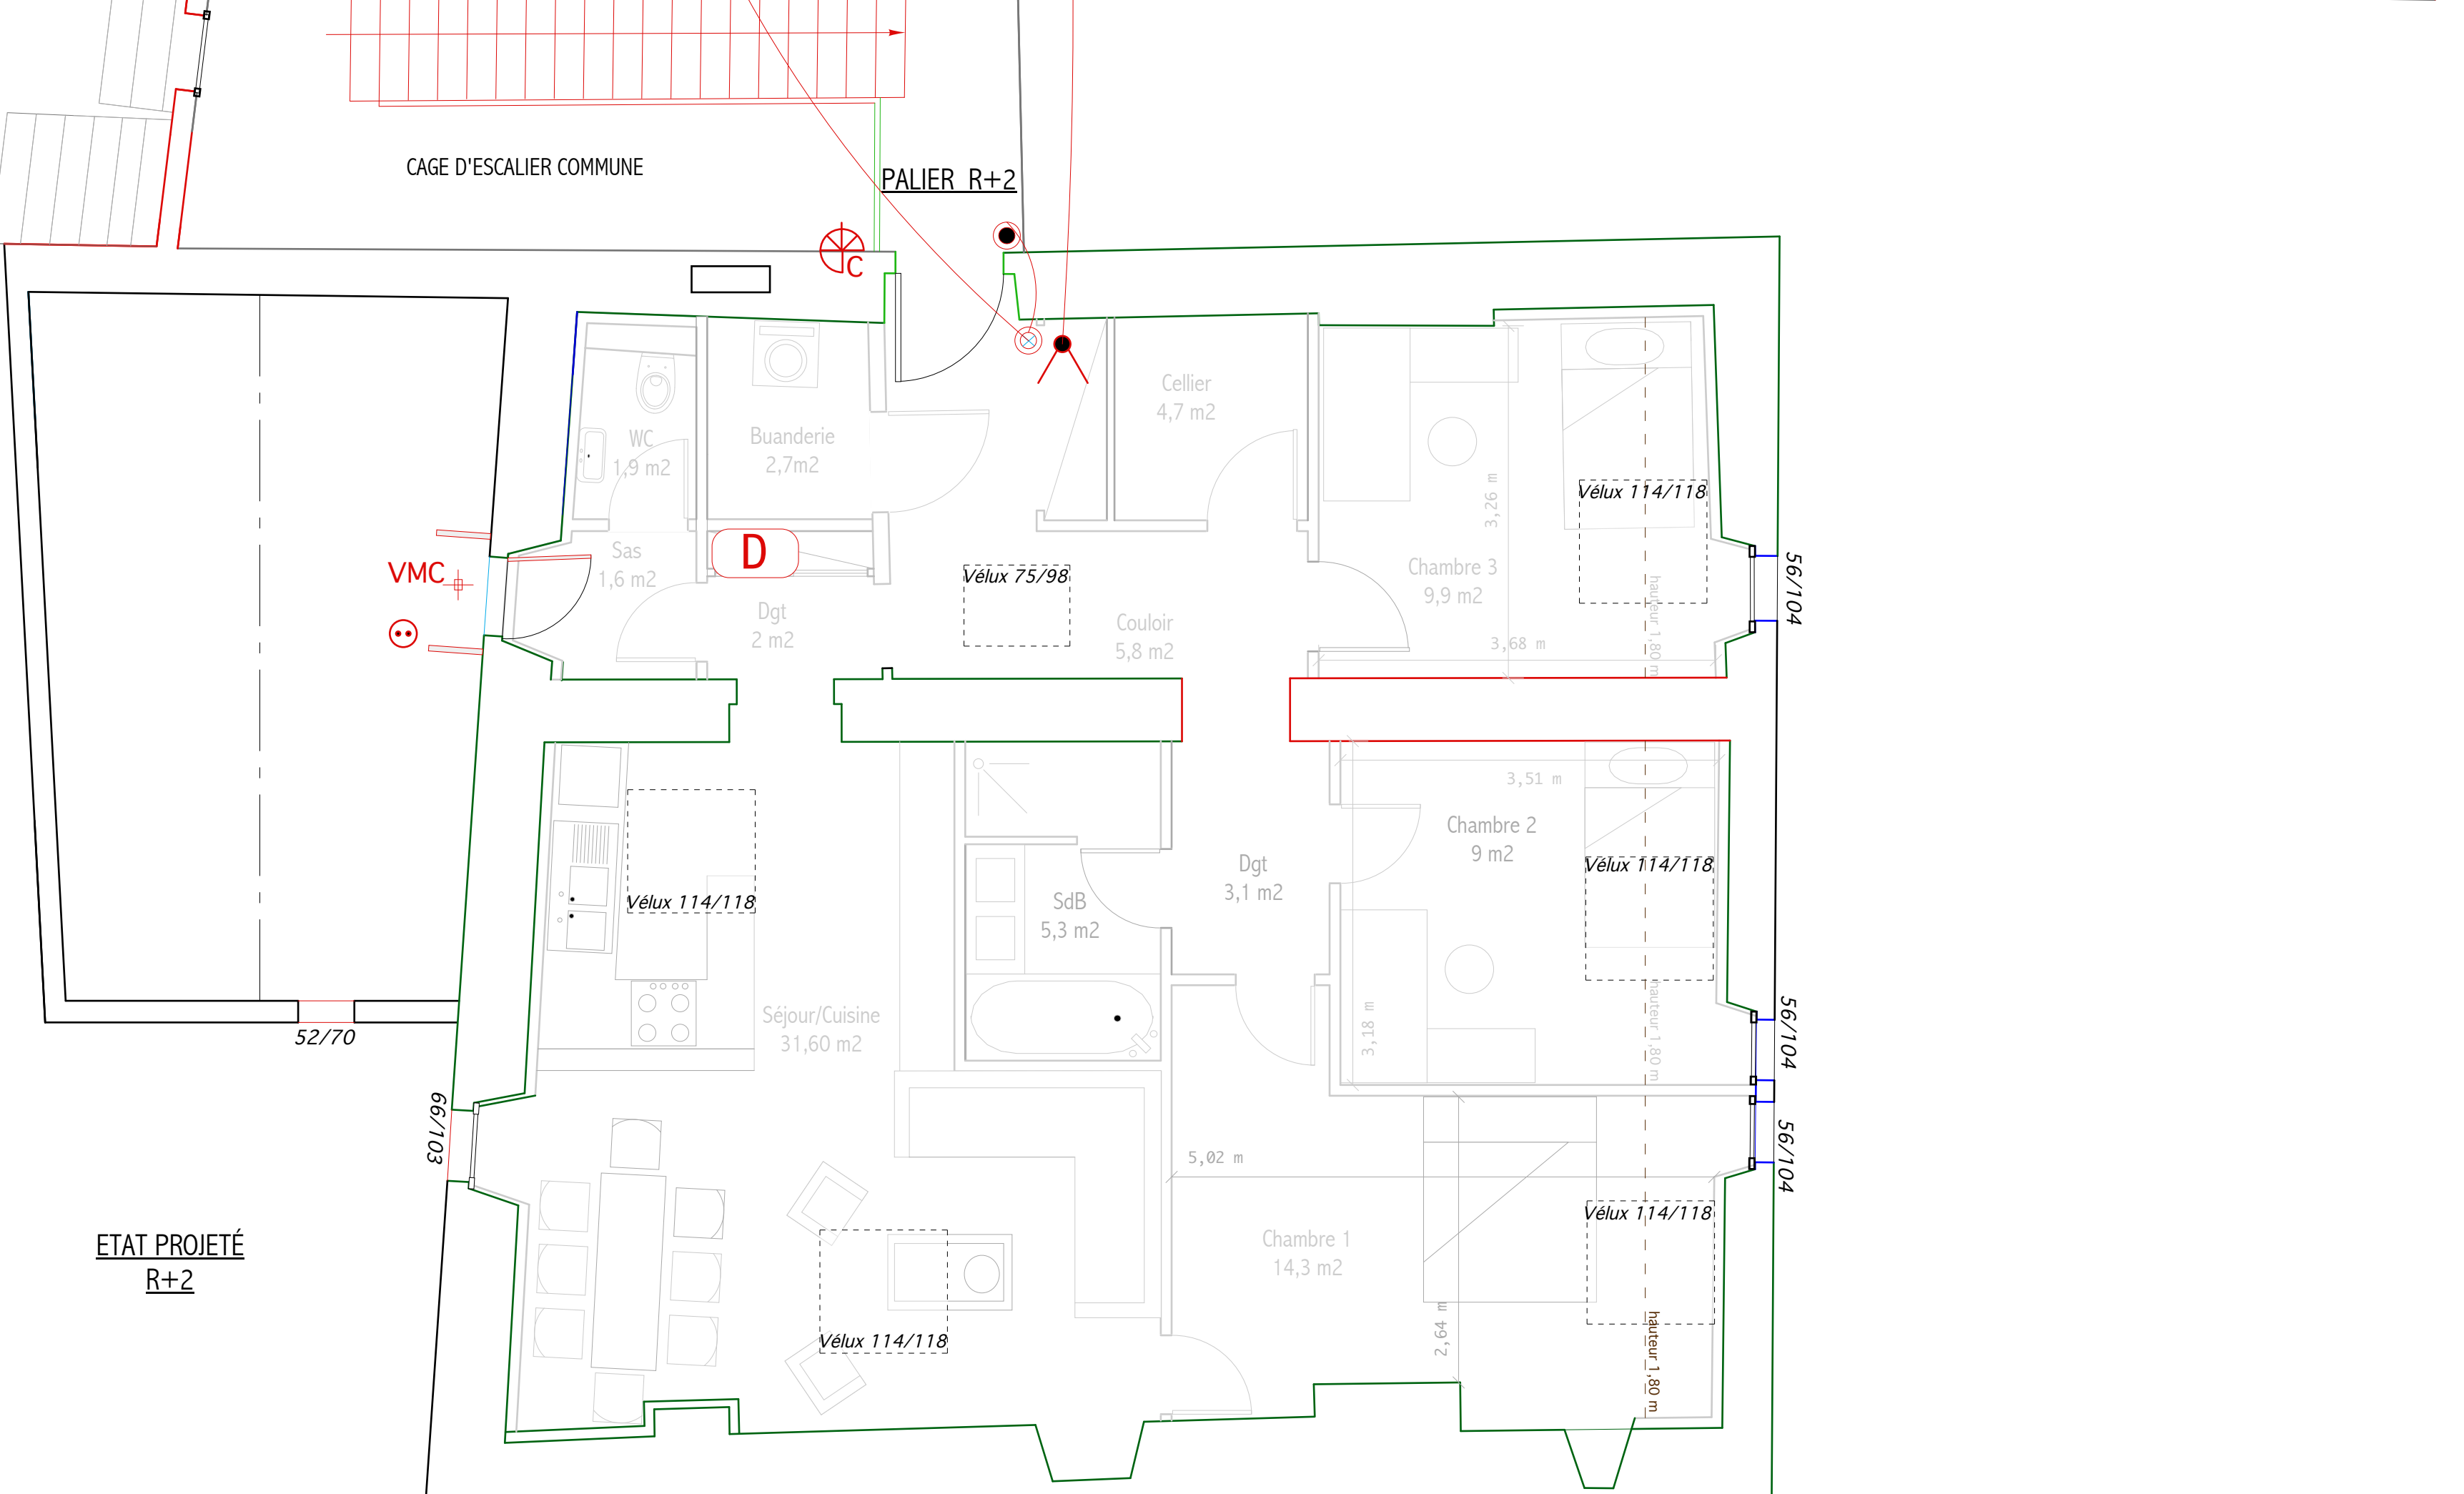 CAGE D'ESCALIER COMMUNE
PALIER R+2
C
Cellier
4,7 m2
WC
1,9 m2
Buanderie
2,7m2
Vélux 114/118
3,26 m
VMC
D
Sas
1,6 m2
Vélux 75/98
Chambre 3
9,9 m2
56/104
hauteur 1,80 m
Dgt
2 m2
Couloir
5,8 m2
3,68 m
3,51 m
Chambre 2
9 m2
Vélux 114/118
Dgt
3,1 m2
SdB
5,3 m2
Vélux 114/118
Séjour/Cuisine
31,60 m2
3,18 m
hauteur 1,80 m
56/104
52/70
66/103
5,02 m
56/104
Vélux 114/118
ETAT PROJETÉ
R+2
Chambre 1
14,3 m2
2,64 m
Vélux 114/118
hauteur 1,80 m